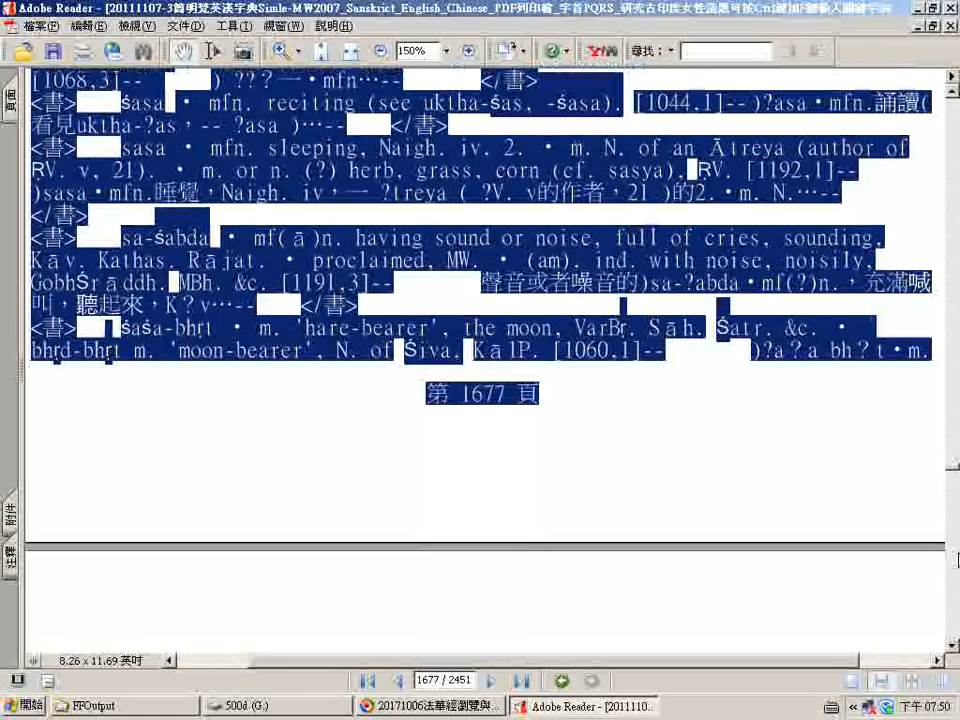 Adobe Reader - [20111107-3簡明梵英漢字典Simle-MW2007_Sanskrict_English_Chinese_PDF列印檔_字首PQRS_研究古印度女性議題可按Ctrl鍵加F鍵輸入關鍵字詞
檔案(F) 編輯(E) 檢視(V) 文件(D) 工具(T) 視窗(W) 說明(H)
150% 尋找：
頁面
[1068,3]-- ) ??？一‧mfn…-- </書>
<書> śasa ‧ mfn. reciting (see uktha-śas, -śasa). [1044.1]--)?asa‧mfn.誦讀(
看見uktha-?as，-- ?asa )…-- </書>
<書> sasa ‧ mfn. sleeping, Naigh. iv. 2. ‧ m. N. of an Ātreya (author of
RV. v, 21). ‧ m. or n. (?) herb, grass, corn (cf. sasya), RV. [1192,1]--
)sasa‧mfn.睡覺，Naigh. iv，一 ?treya ( ?V. v的作者，21 )的2.‧m. N.…--
</書>
<書> sa-śabda ‧ mf(ā)n. having sound or noise, full of cries, sounding,
Kāv. Kathas. Rājat. ‧ proclaimed, MW. ‧ (am). ind. with noise, noisily,
GobhŚrāddh. MBh. &c. [1191,3]-- 聲音或者噪音的)sa-?abda‧mf(?)n.，充滿喊
叫，聽起來，K？v…-- </書>
<書> śaśa-bhṛt ‧ m. 'hare-bearer', the moon, VarBṛ. Sāh. Śatr. &c. ‧
bhṛd-bhṛt m. 'moon-bearer', N. of Śiva, KālP. [1060,1]-- )?a？a bh？t‧m.
第 1677 頁
附件
注釋
8.26 x 11.69 英吋
1677 / 2451
開始 FFOutput 500d (G:) 20171006法華經瀏覽與... Adobe Reader - [2011110... 下午 07:50